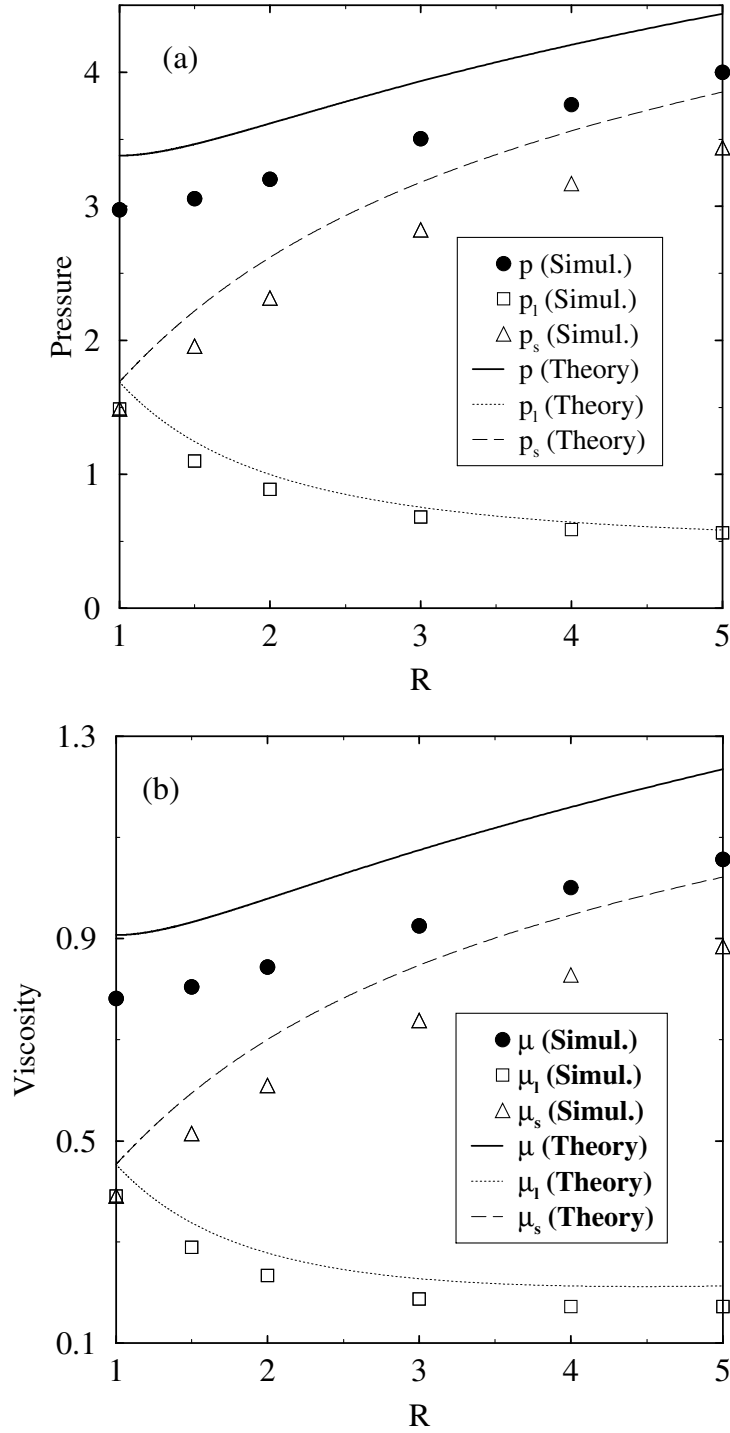 (a)
4
3
2
1
0
Pressure
p (Simul.)
p_l (Simul.)
p_s (Simul.)
p (Theory)
p_l (Theory)
p_s (Theory)
1 2 3 4 5
R
(b)
1.3
0.9
0.5
0.1
Viscosity
μ (Simul.)
μ_l (Simul.)
μ_s (Simul.)
μ (Theory)
μ_l (Theory)
μ_s (Theory)
1 2 3 4 5
R